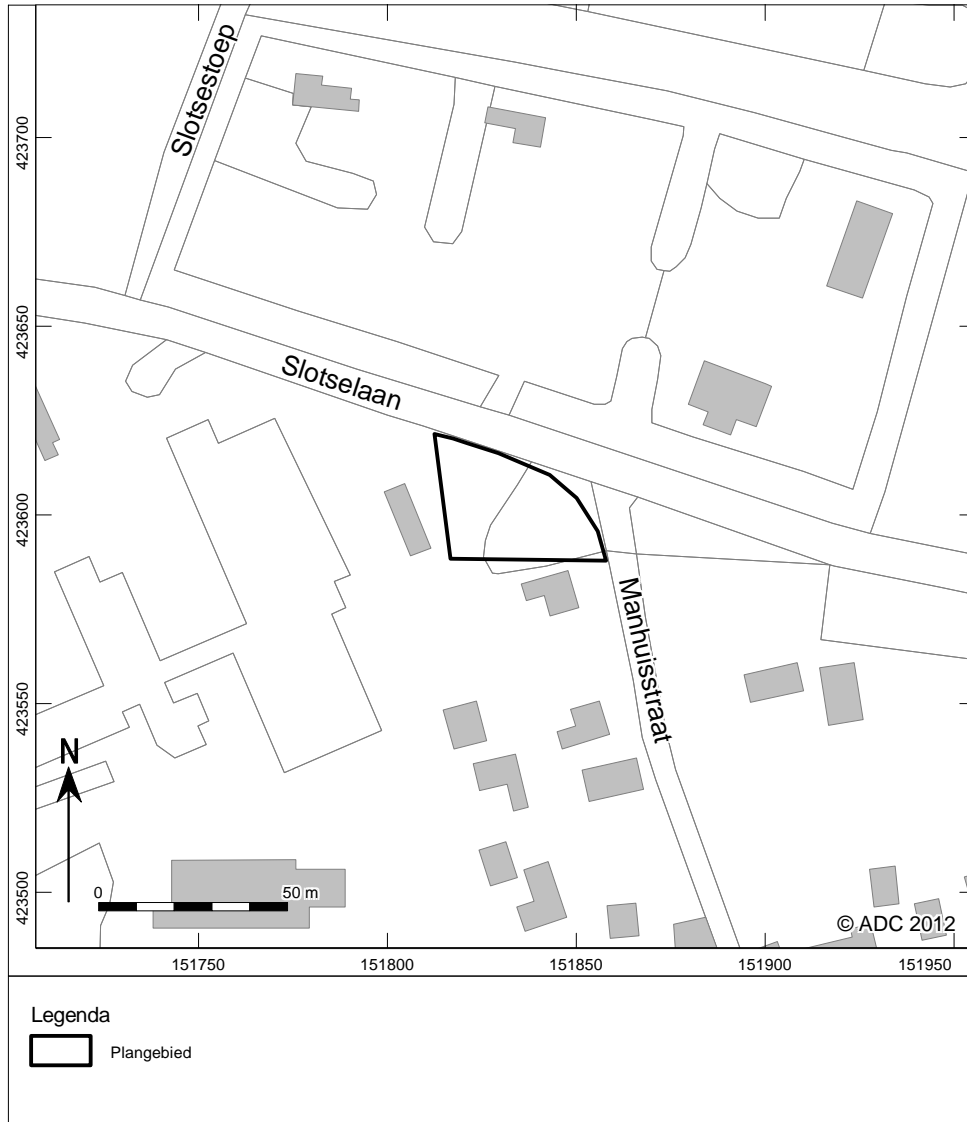 Slotsestoep
423700
423650
Slotselaan
423600
Manhuisstraat
423550
N
423500
0 50 m
© ADC 2012
151750 151800 151850 151900 151950
Legenda
Plangebied